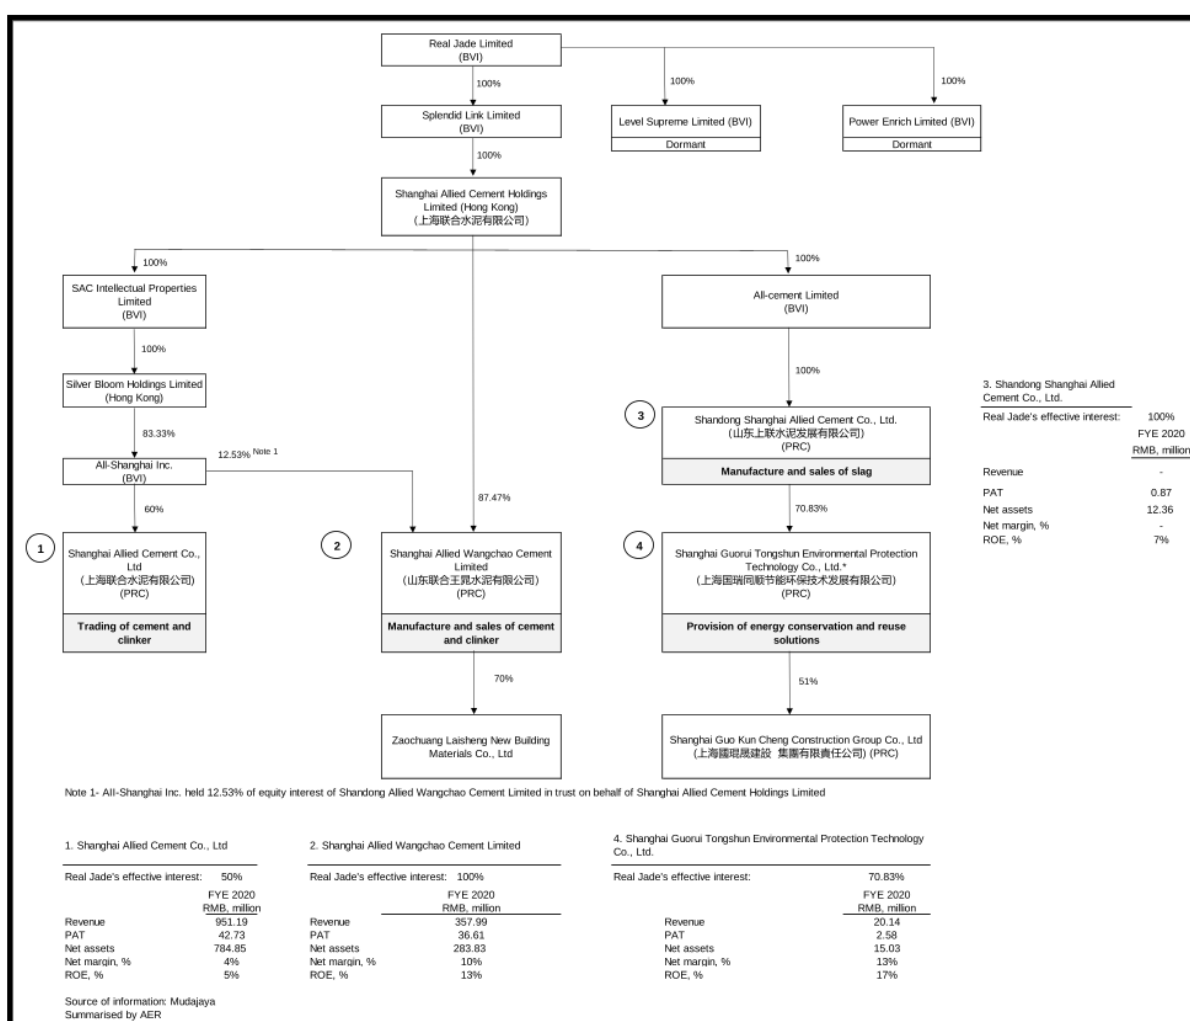 Real Jade Limited
(BVI)
100%
100%
100%
Splendid Link Limited
(BVI)
Level Supreme Limited (BVI)
Dormant
Power Enrich Limited (BVI)
Dormant
100%
Shanghai Allied Cement Holdings
Limited (Hong Kong)
(上海联合水泥有限公司)
100%
100%
SAC Intellectual Properties
Limited
(BVI)
All-cement Limited
(BVI)
100%
100%
Silver Bloom Holdings Limited
(Hong Kong)
83.33%
12.53% Note 1
All-Shanghai Inc.
(BVI)
3
Shandong Shanghai Allied Cement Co., Ltd.
(山东上联水泥发展有限公司)
(PRC)
Manufacture and sales of slag
3. Shandong Shanghai Allied
Cement Co., Ltd.
Real Jade's effective interest: 100%
FYE 2020
RMB, million
Revenue -
PAT 0.87
Net assets 12.36
Net margin, % -
ROE, % 7%
60%
87.47%
70.83%
1
Shanghai Allied Cement Co.,
Ltd
(上海联合水泥有限公司)
(PRC)
Trading of cement and
clinker
2
Shanghai Allied Wangchao Cement
Limited
(山东联合王晁水泥有限公司)
(PRC)
Manufacture and sales of cement
and clinker
4
Shanghai Guorui Tongshun Environmental Protection
Technology Co., Ltd.*
(上海国瑞同顺节能环保技术发展有限公司)
(PRC)
Provision of energy conservation and reuse
solutions
70%
51%
Zaochuang Laisheng New Building
Materials Co., Ltd
Shanghai Guo Kun Cheng Construction Group Co., Ltd
(上海國琨晟建設 集團有限責任公司) (PRC)
Note 1- All-Shanghai Inc. held 12.53% of equity interest of Shandong Allied Wangchao Cement Limited in trust on behalf of Shanghai Allied Cement Holdings Limited
1. Shanghai Allied Cement Co., Ltd
Real Jade's effective interest: 50%
FYE 2020
RMB, million
Revenue 951.19
PAT 42.73
Net assets 784.85
Net margin, % 4%
ROE, % 5%
2. Shanghai Allied Wangchao Cement Limited
Real Jade's effective interest: 100%
FYE 2020
RMB, million
Revenue 357.99
PAT 36.61
Net assets 283.83
Net margin, % 10%
ROE, % 13%
4. Shanghai Guorui Tongshun Environmental Protection Technology
Co., Ltd.
Real Jade's effective interest: 70.83%
FYE 2020
RMB, million
Revenue 20.14
PAT 2.58
Net assets 15.03
Net margin, % 13%
ROE, % 17%
Source of information: Mudajaya
Summarised by AER